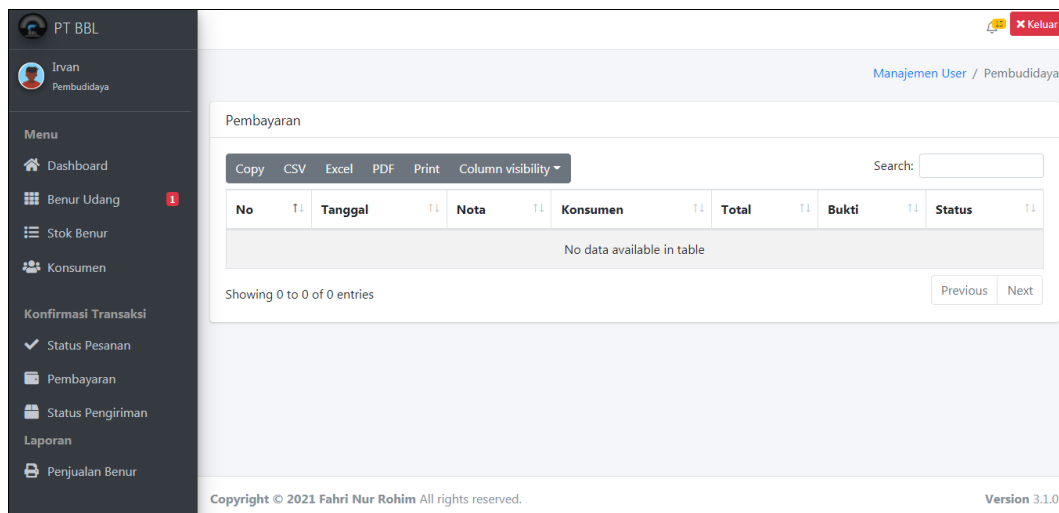 PT BBL
Keluar
Irvan
Pembudidaya
Manajemen User / Pembudidaya
Menu
Dashboard
Benur Udang 1
Stok Benur
Konsumen
Konfirmasi Transaksi
Status Pesanan
Pembayaran
Status Pengiriman
Laporan
Penjualan Benur
Pembayaran
Copy CSV Excel PDF Print Column visibility
Search:
No Tanggal Nota Konsumen Total Bukti Status
No data available in table
Showing 0 to 0 of 0 entries
Previous Next
Copyright © 2021 Fahri Nur Rohim All rights reserved.
Version 3.1.0